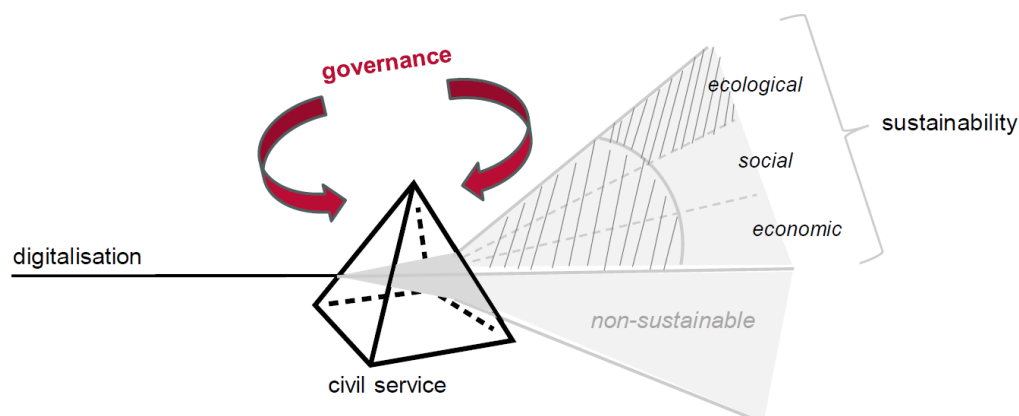 governance
ecological
sustainability
social
economic
digitalisation
non-sustainable
civil service